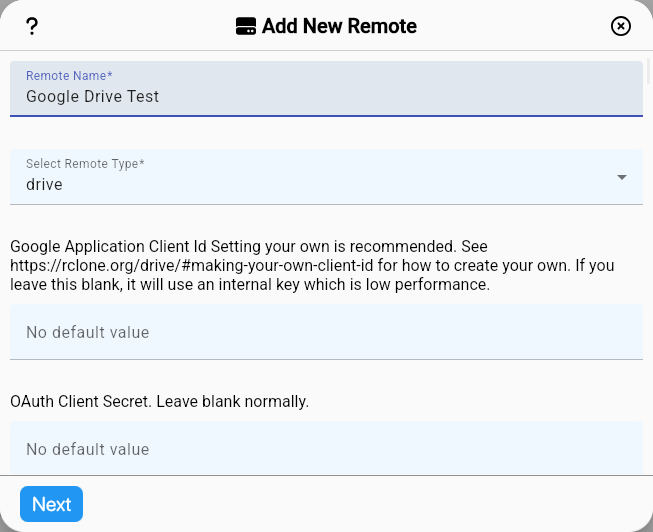 ?
Add New Remote
Remote Name*
Google Drive Test
Select Remote Type*
drive
Google Application Client Id Setting your own is recommended. See
https://rclone.org/drive/#making-your-own-client-id for how to create your own. If you
leave this blank, it will use an internal key which is low performance.
No default value
OAuth Client Secret. Leave blank normally.
No default value
Next